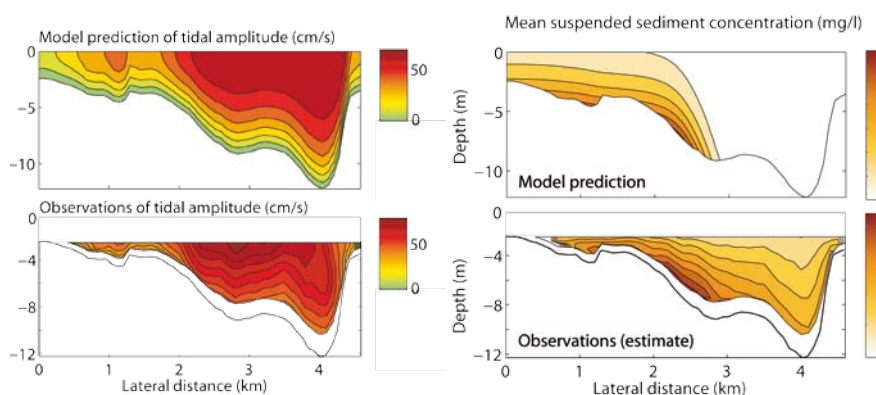 Model prediction of tidal amplitude (cm/s)
0
−5
−10
50
0
Observations of tidal amplitude (cm/s)
0
−4
−8
−12
50
0
0 1 2 3 4
Lateral distance (km)
Mean suspended sediment concentration (mg/l)
0
−5
−10
Depth (m)
Model prediction
0
−4
−8
12
Depth (m)
Observations (estimate)
0 1 2 3 4
Lateral distance (km)